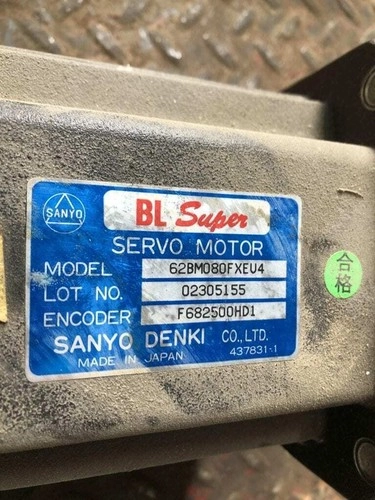 SANYO
BL Super
SERVO MOTOR
MODEL 62BM080FXEU4
LOT NO. 02305155
ENCODER F682500HD1
SANYO DENKI CO.,LTD.
MADE IN JAPAN 437831-1
合格